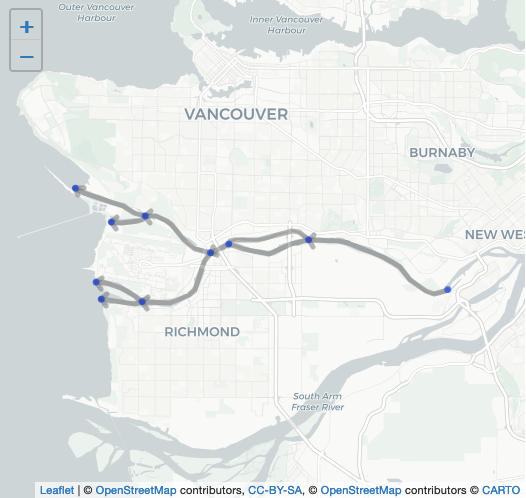 Outer Vancouver
Harbour
Inner Vancouver
Harbour
+
−
VANCOUVER
BURNABY
NEW WES
RICHMOND
South Arm
Fraser River
Leaflet | © OpenStreetMap contributors, CC-BY-SA, © OpenStreetMap contributors © CARTO